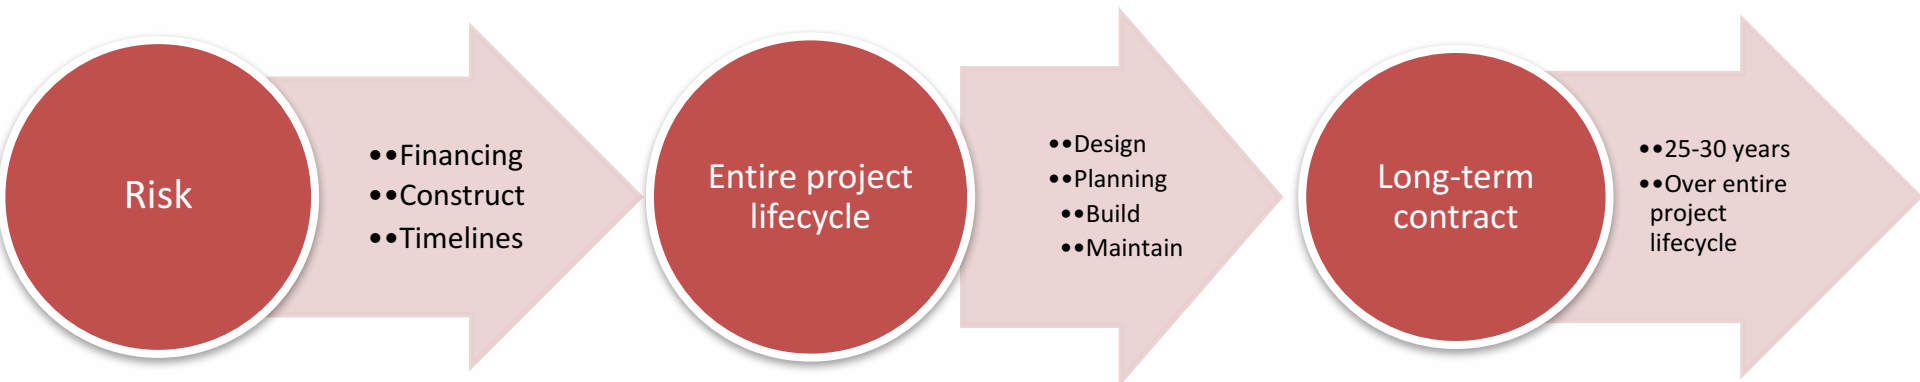 Risk
••Financing
••Construct
••Timelines
Entire project
lifecycle
••Design
••Planning
••Build
••Maintain
Long-term
contract
••25-30 years
••Over entire
project
lifecycle